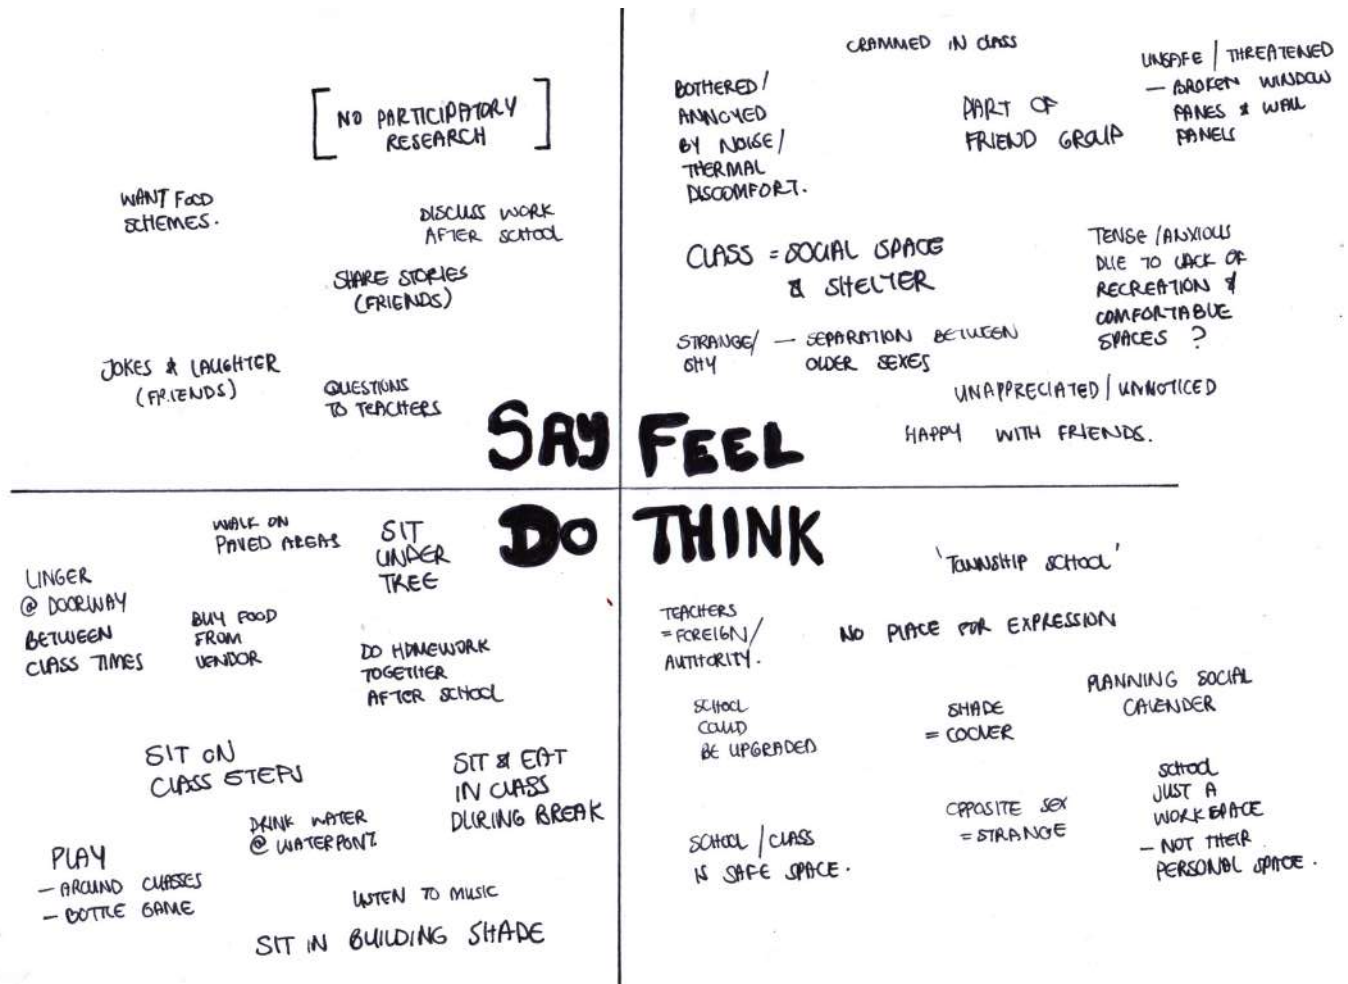 [NO PARTICIPATORY
RESEARCH]
WANT FOOD
SCHEMES.
DISCUSS WORK
AFTER SCHOOL
SHARE STORIES
(FRIENDS)
JOKES & LAUGHTER
(FRIENDS)
QUESTIONS
TO TEACHERS
SAY
CRAMMED IN CLASS
BOTHERED/
ANNOYED
BY NOISE/
THERMAL
DISCOMFORT.
PART OF
FRIEND GROUP
UNSAFE / THREATENED
— BROKEN WINDOW
PANES & WALL
PANELS
CLASS = SOCIAL SPACE
& SHELTER
TENSE / ANXIOUS
DUE TO LACK OF
RECREATION &
COMFORTABLE
SPACES ?
STRANGE/ — SEPARATION BETWEEN
SHY OLDER SEXES
UNAPPRECIATED / UNNOTICED
HAPPY WITH FRIENDS.
FEEL
DO
WALK ON
PAVED AREAS
SIT
UNDER
TREE
LINGER
@ DOORWAY
BETWEEN
CLASS TIMES
BUY FOOD
FROM
VENDOR
DO HOMEWORK
TOGETHER
AFTER SCHOOL
SIT ON
CLASS STEPS
SIT & EAT
IN CLASS
DURING BREAK
DRINK WATER
@ WATERPONT.
PLAY
— AROUND CLASSES
— BOTTLE GAME
LISTEN TO MUSIC
SIT IN BUILDING SHADE
THINK
'TOWNSHIP SCHOOL'
TEACHERS
= FOREIGN/
AUTHORITY.
NO PLACE FOR EXPRESSION
SCHOOL
COULD
BE UPGRADED
SHADE
= COOLER
PLANNING SOCIAL
CALENDER
SCHOOL / CLASS
IS SAFE SPACE.
OPPOSITE SEX
= STRANGE
SCHOOL
JUST A
WORKSPACE
— NOT THEIR
PERSONAL SPACE.